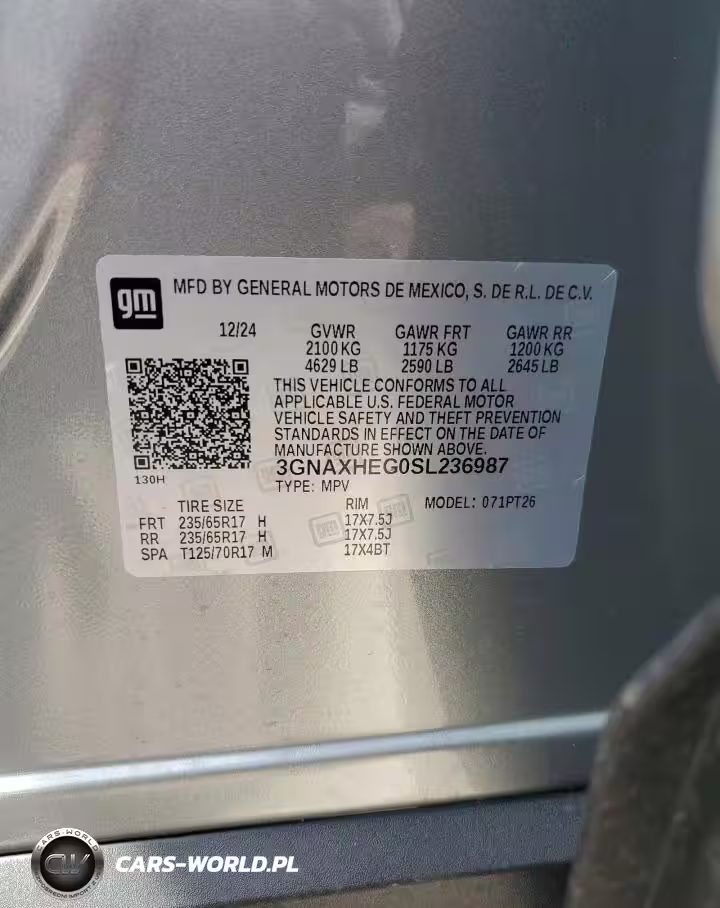 gm
MFD BY GENERAL MOTORS DE MEXICO, S. DE R.L. DE C.V.
12/24 GVWR GAWR FRT GAWR RR
2100 KG 1175 KG 1200 KG
4629 LB 2590 LB 2645 LB
THIS VEHICLE CONFORMS TO ALL
APPLICABLE U.S. FEDERAL MOTOR
VEHICLE SAFETY AND THEFT PREVENTION
STANDARDS IN EFFECT ON THE DATE OF
MANUFACTURE SHOWN ABOVE.
3GNAXHEG0SL236987
130H
TYPE: MPV
TIRE SIZE RIM MODEL: 071PT26
FRT 235/65R17 H 17X7.5J
RR 235/65R17 H 17X7.5J
SPA T125/70R17 M 17X4BT
CARS-WORLD
CW
CARS-WORLD.PL